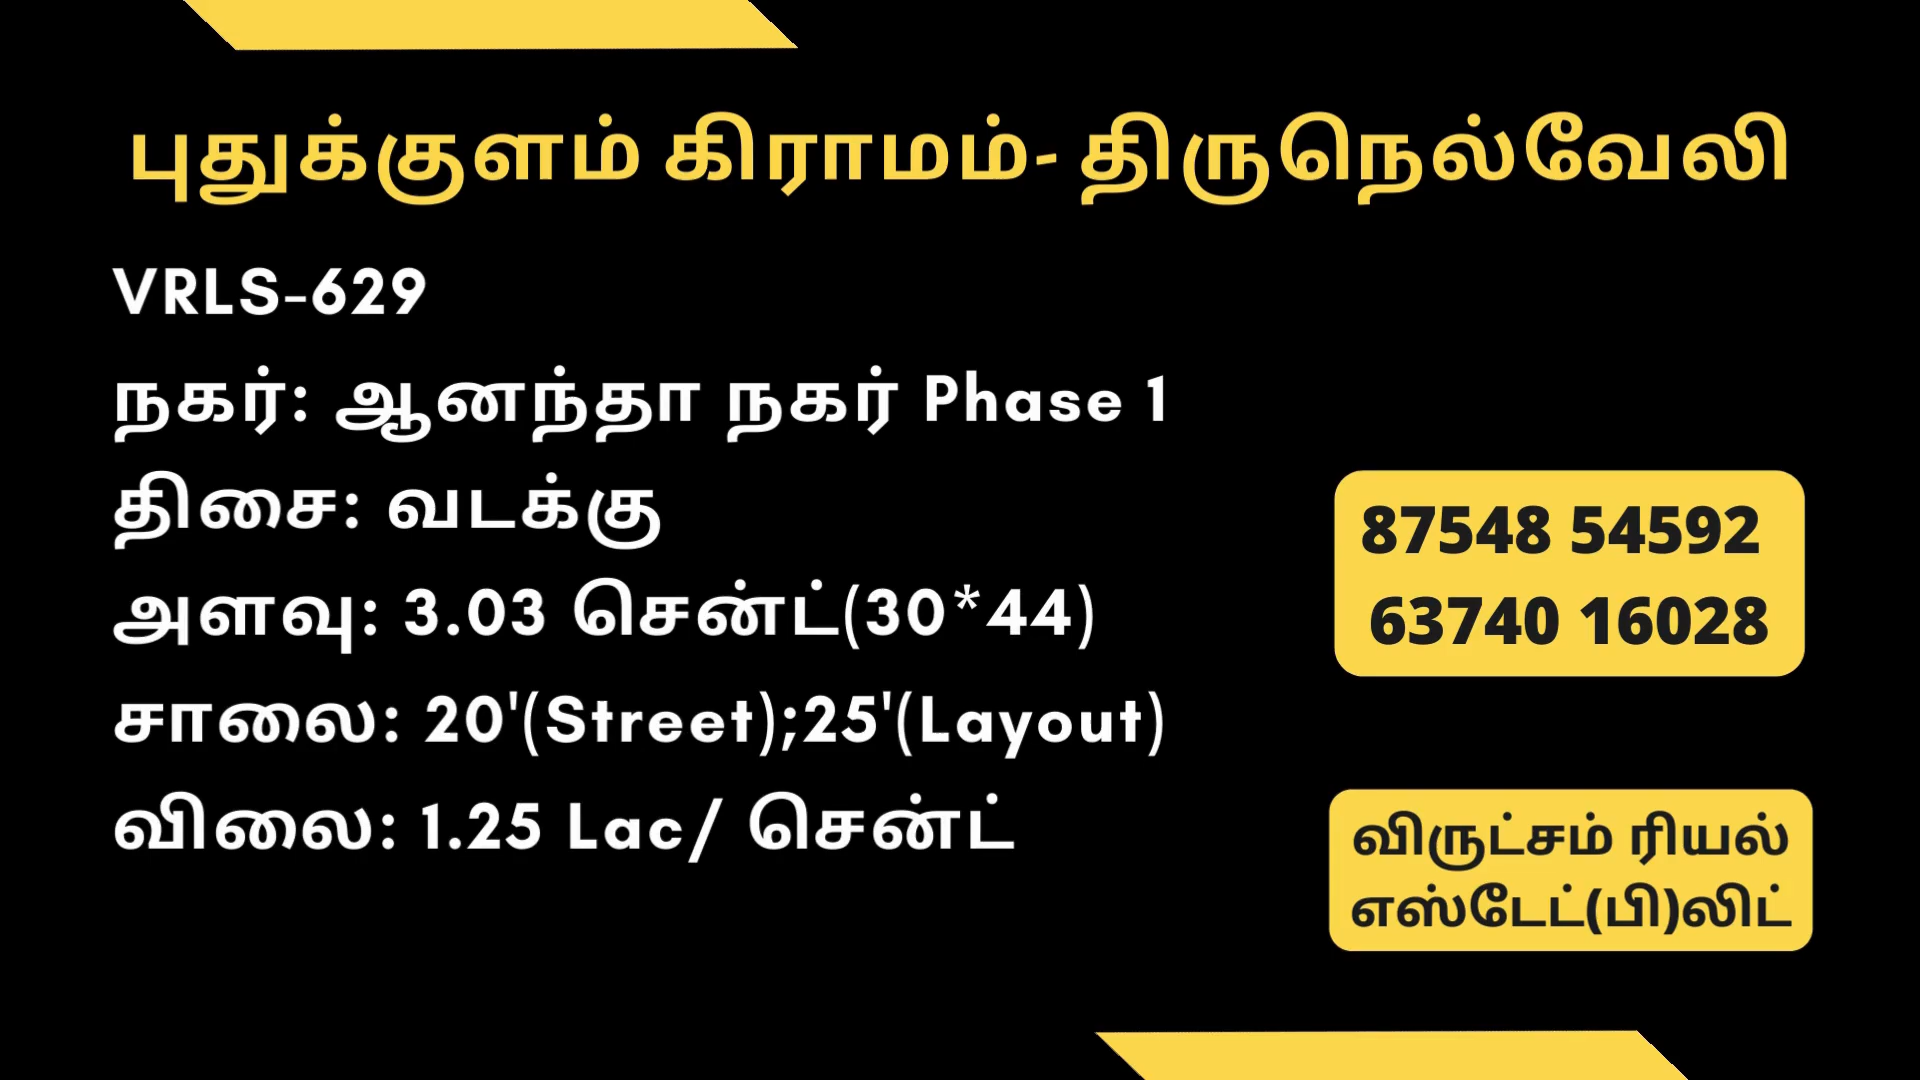 புதுக்குளம் கிராமம்- திருநெல்வேலி
VRLS-629
நகர்: ஆனந்தா நகர் Phase 1
திசை: வடக்கு
அளவு: 3.03 சென்ட்(30*44)
சாலை: 20'(Street);25'(Layout)
விலை: 1.25 Lac/ சென்ட்
87548 54592
63740 16028
விருட்சம் ரியல்
எஸ்டேட்(பி)லிட்